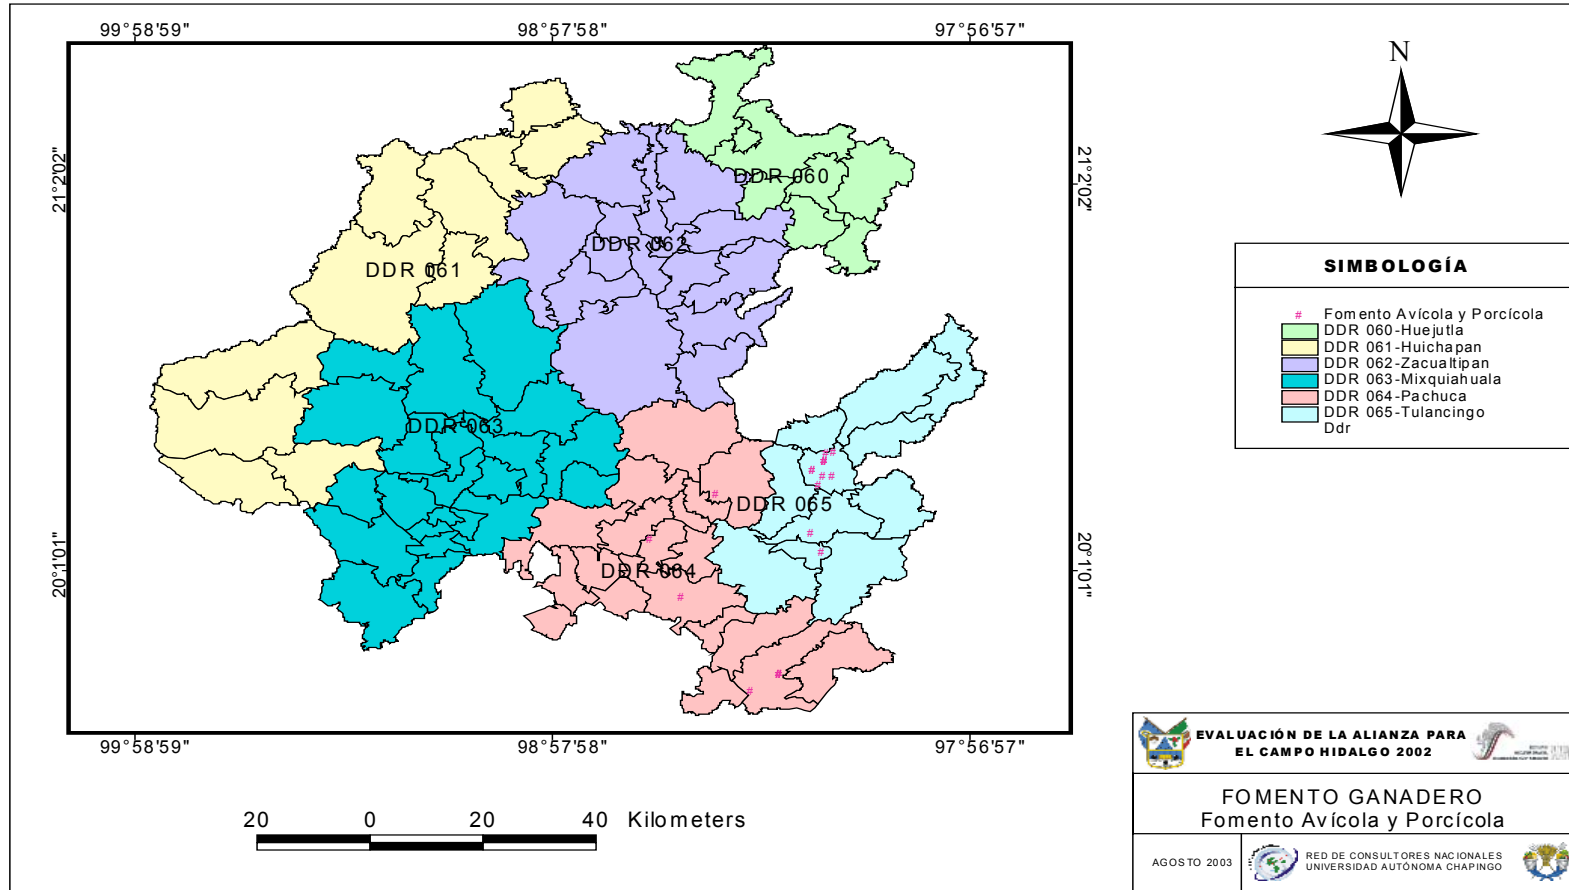 99°58'59"
98°57'58"
97°56'57"
N
21°2'02"
21°2'02"
DDR 060
DDR 062
DDR 061
SIMBOLOGÍA
# Fomento Avícola y Porcícola
DDR 060-Huejutla
DDR 061-Huichapan
DDR 062-Zacualtipan
DDR 063-Mixquiahuala
DDR 064-Pachuca
DDR 065-Tulancingo
Ddr
DDR 063
DDR 065
DDR 064
20°1'01"
20°1'01"
99°58'59"
98°57'58"
97°56'57"
EVALUACIÓN DE LA ALIANZA PARA
EL CAMPO HIDALGO 2002
FOMENTO GANADERO
Fomento Avícola y Porcícola
20 0 20 40 Kilometers
AGOSTO 2003
RED DE CONSULTORES NACIONALES
UNIVERSIDAD AUTÓNOMA CHAPINGO